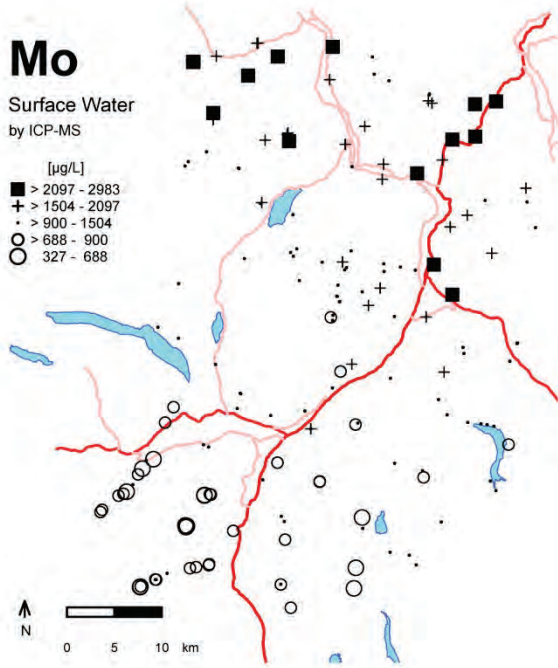 Mo
Surface Water
by ICP-MS
[µg/L]
> 2097 - 2983
> 1504 - 2097
> 900 - 1504
> 688 - 900
327 - 688
N
0 5 10 km